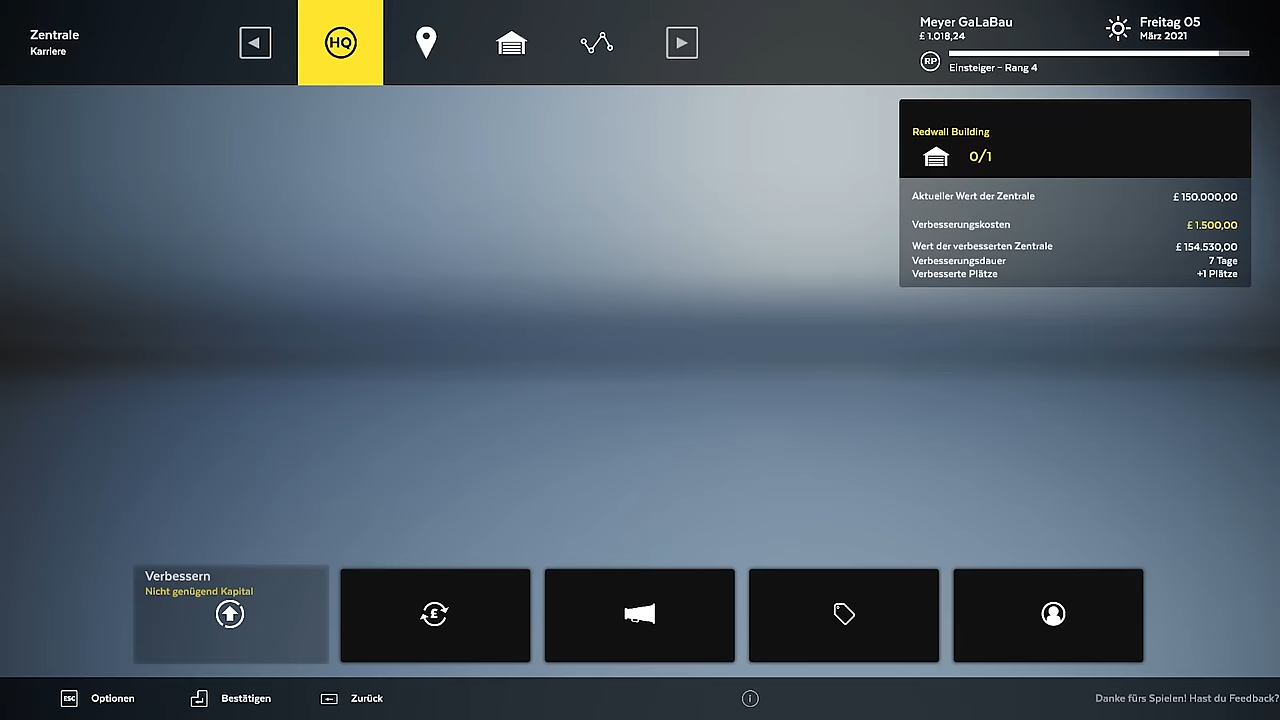 Zentrale
Karriere
HQ
Meyer GaLaBau
£ 1.018,24
Freitag 05
März 2021
RP
Einsteiger - Rang 4
Redwall Building
0/1
Aktueller Wert der Zentrale £ 150.000,00
Verbesserungskosten £ 1.500,00
Wert der verbesserten Zentrale £ 154.530,00
Verbesserungsdauer 7 Tage
Verbesserte Plätze +1 Plätze
Verbessern
Nicht genügend Kapital
£
ESC Optionen
Bestätigen
Zurück
i
Danke fürs Spielen! Hast du Feedback?